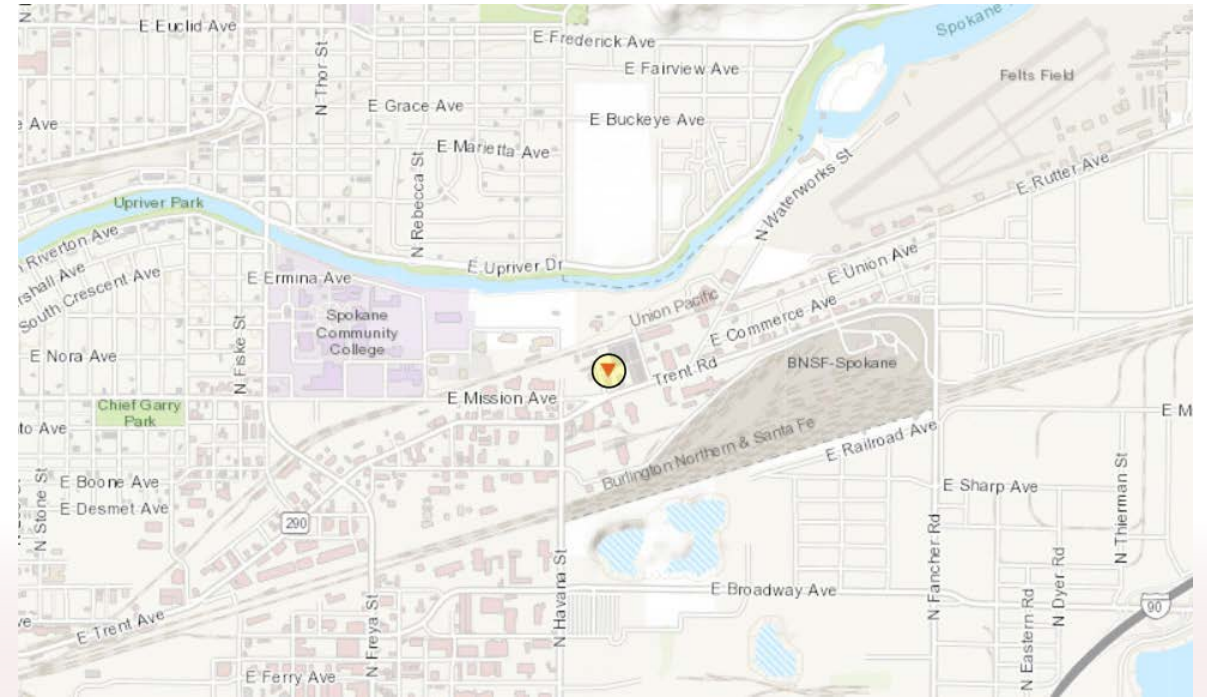 E Euclid Ave
E Frederick Ave
Spokane
E Fairview Ave
Felts Field
N Thor St
E Grace Ave
E Buckeye Ave
e Ave
E Marietta Ave
N Rebecca St
N Waterworks St
E Rutter Ave
Upriver Park
n Riverton Ave
E Upriver Dr
E Union Ave
rshall Ave
South Crescent Ave
E Ermina Ave
Union Pacific
E Commerce Ave
Spokane
Community
College
E Nora Ave
N Fiske St
Trent Rd
BNSF-Spokane
E Mission Ave
Chief Garry
Park
to Ave
E M
Burlington Northern & Santa Fe
E Railroad Ave
E Boone Ave
E Sharp Ave
E Desmet Ave
N Stone St
290
N Thierman St
N Fancher Rd
N Havana St
E Broadway Ave
N Dyer Rd
90
N Eastern Rd
E Trent Ave
ve
N Freya St
E Ferry Ave